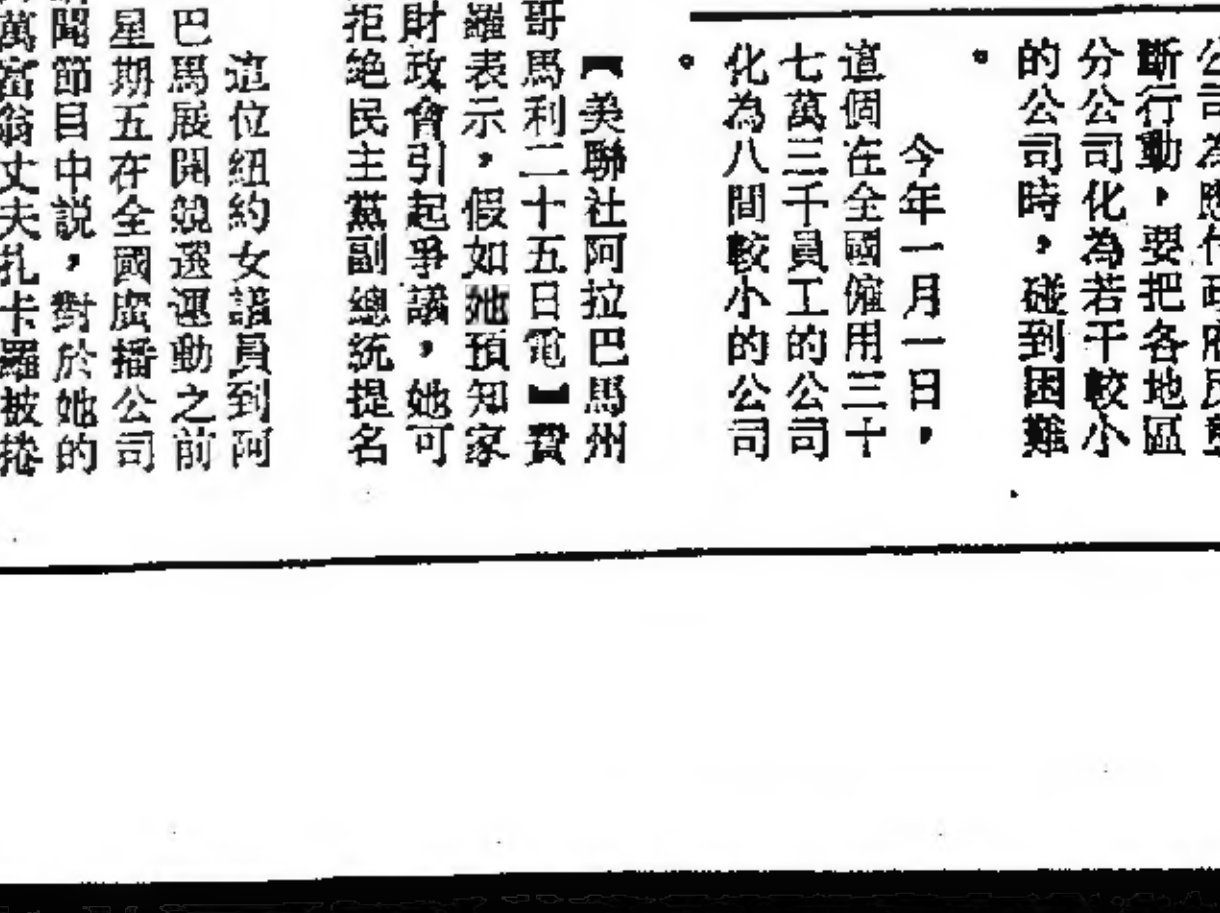 公司為應付政府反壟
斷行動，要把各地區
分公司化為若干較小
的公司時，碰到困難
。
今年一月一日，
這個在全國僱用三十
七萬三千員工的公司
化為八間較小的公司
。
【美聯社阿拉巴馬州
哥馬利二十五日電】費
羅表示，假如她預知家
財政會引起爭議，她可
拒絕民主黨副總統提名
這位紐約女議員到阿
巴馬展開競選運動之前
星期五在全國廣播公司
聞節目中説，對於她的
萬富翁丈夫扎卡羅被捲